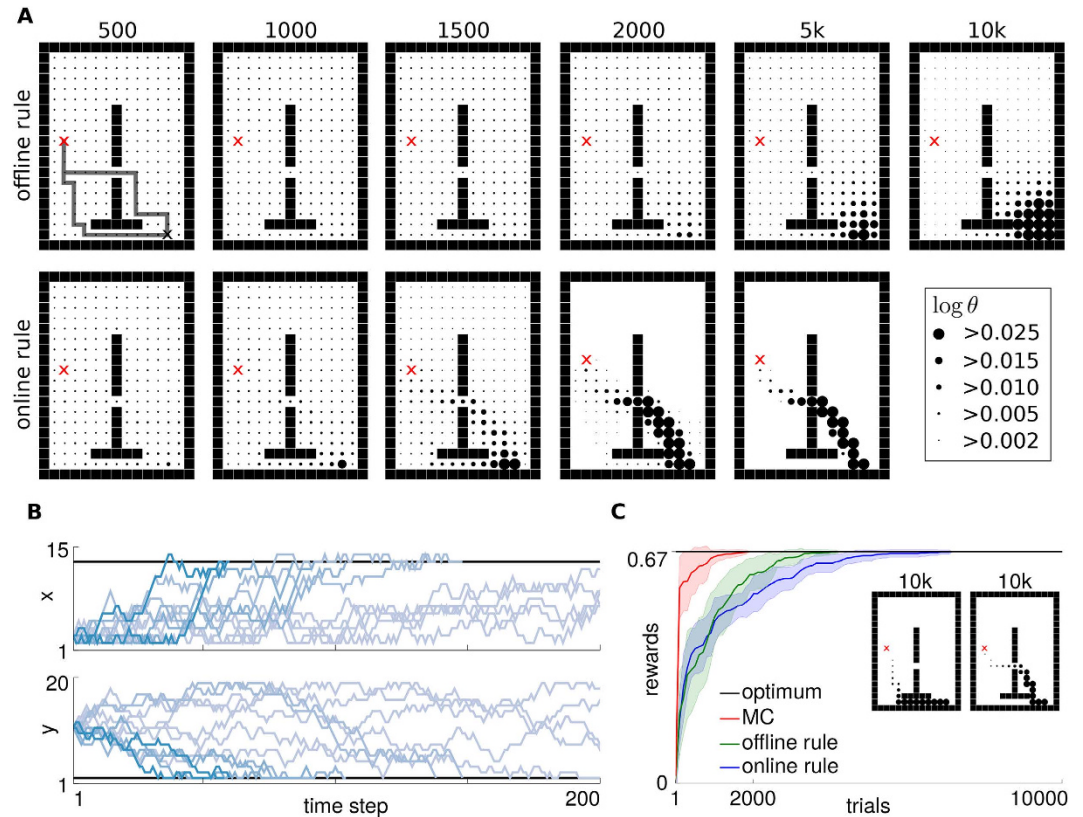 A
500 1000 1500 2000 5k 10k
offline rule
online rule
log θ
>0.025
>0.015
>0.010
>0.005
>0.002
B
15
x
1
20
y
1
1 time step 200
C
0.67
rewards
0
10k 10k
optimum
MC
offline rule
online rule
1 2000 trials 10000